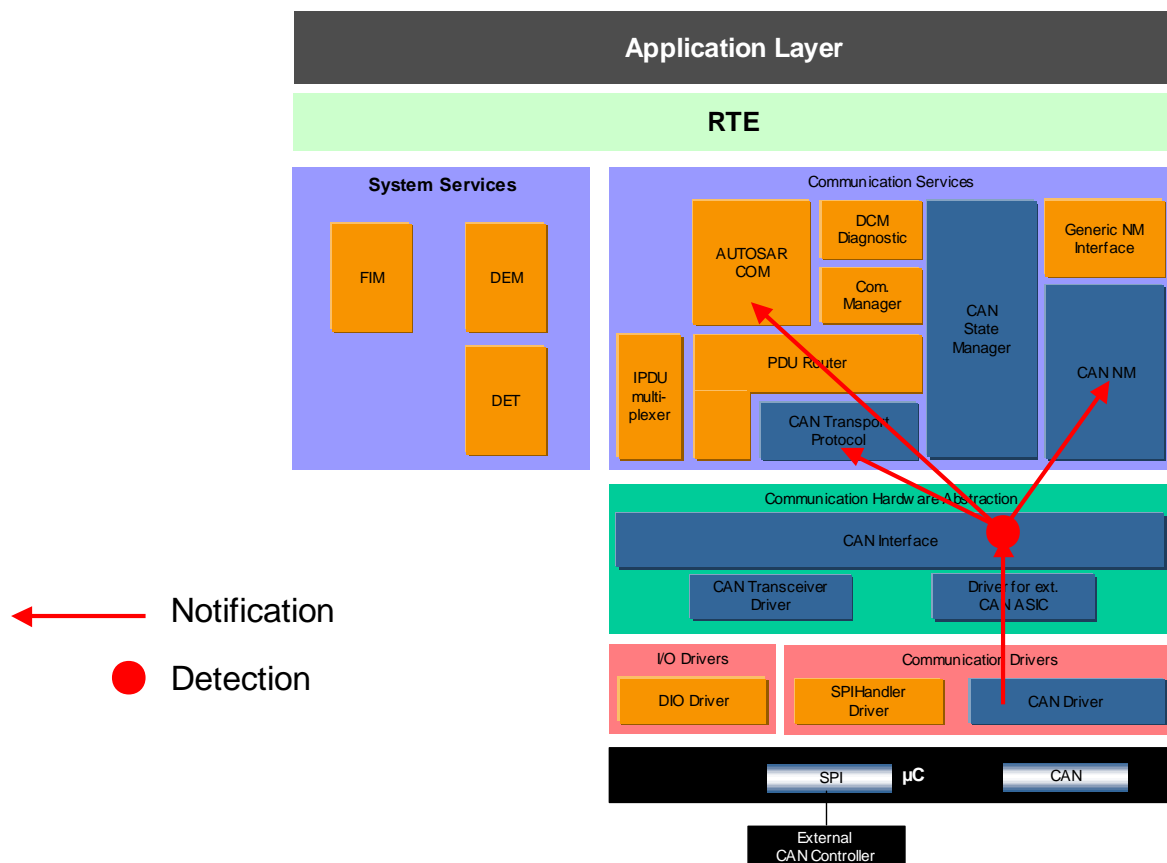 Application Layer
RTE
System Services
FIM
DEM
DET
Communication Services
AUTOSAR
COM
DCM
Diagnostic
Com.
Manager
CAN
State
Manager
Generic NM
Interface
CAN NM
IPDU
multi-
plexer
PDU Router
CAN Transport
Protocol
Communication Hardware Abstraction
CAN Interface
CAN Transceiver
Driver
Driver for ext.
CAN ASIC
Notification
Detection
I/O Drivers
DIO Driver
Communication Drivers
SPIHandler
Driver
CAN Driver
SPI
µC
CAN
External
CAN Controller